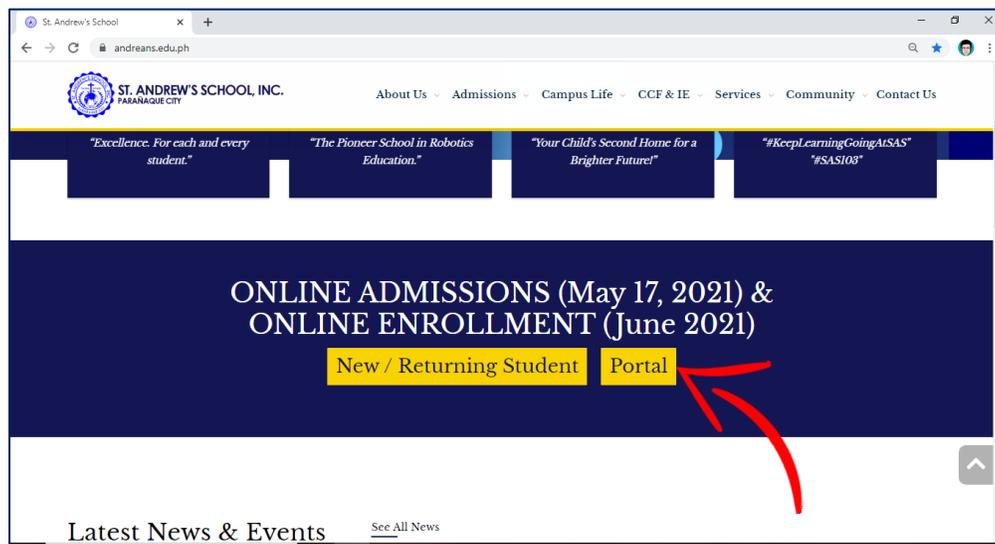 St. Andrew's School
andreans.edu.ph
ST. ANDREW'S SCHOOL, INC.
PARAÑAQUE CITY
About Us Admissions Campus Life CCF & IE Services Community Contact Us
"Excellence. For each and every
student."
"The Pioneer School in Robotics
Education."
"Your Child's Second Home for a
Brighter Future!"
"#KeepLearningGoingAtSAS"
"#SAS103"
ONLINE ADMISSIONS (May 17, 2021) &
ONLINE ENROLLMENT (June 2021)
New / Returning Student Portal
Latest News & Events See All News